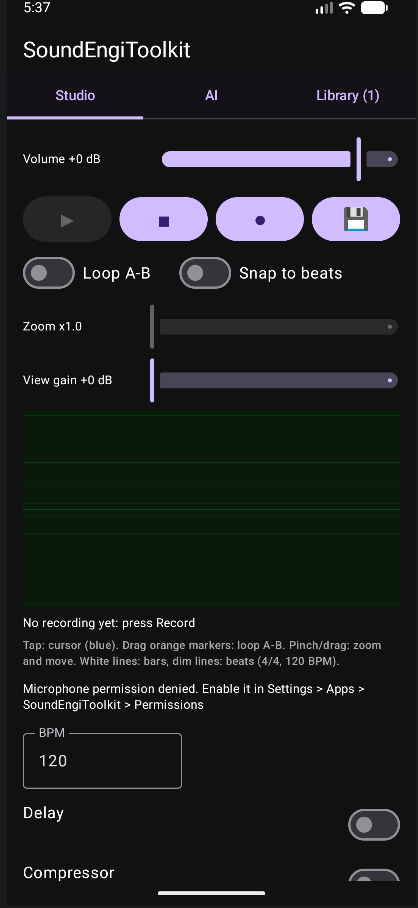 5:37
SoundEngiToolkit
Studio
AI
Library (1)
Volume +0 dB
Loop A-B
Snap to beats
Zoom x1.0
View gain +0 dB
No recording yet: press Record
Tap: cursor (blue). Drag orange markers: loop A-B. Pinch/drag: zoom
and move. White lines: bars, dim lines: beats (4/4, 120 BPM).
Microphone permission denied. Enable it in Settings > Apps >
SoundEngiToolkit > Permissions
BPM
120
Delay
Compressor